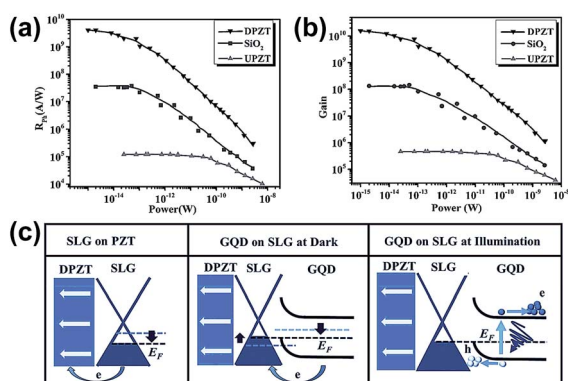 (a)
R_Ph(A/W)
10^10
10^9
10^8
10^7
10^6
10^5
10^4
DPZT
SiO2
UPZT
10^-14 10^-12 10^-10 10^-8
Power(W)
(b)
Gain
10^11
10^10
10^9
10^8
10^7
10^6
10^5
DPZT
SiO2
UPZT
10^-15 10^-14 10^-13 10^-12 10^-11 10^-10 10^-9 10^-8
Power(W)
(c)
SLG on PZT
DPZT SLG
E_F
e
GQD on SLG at Dark
DPZT SLG GQD
E_F
e
GQD on SLG at Illumination
SLG GQD
e
E_F
h